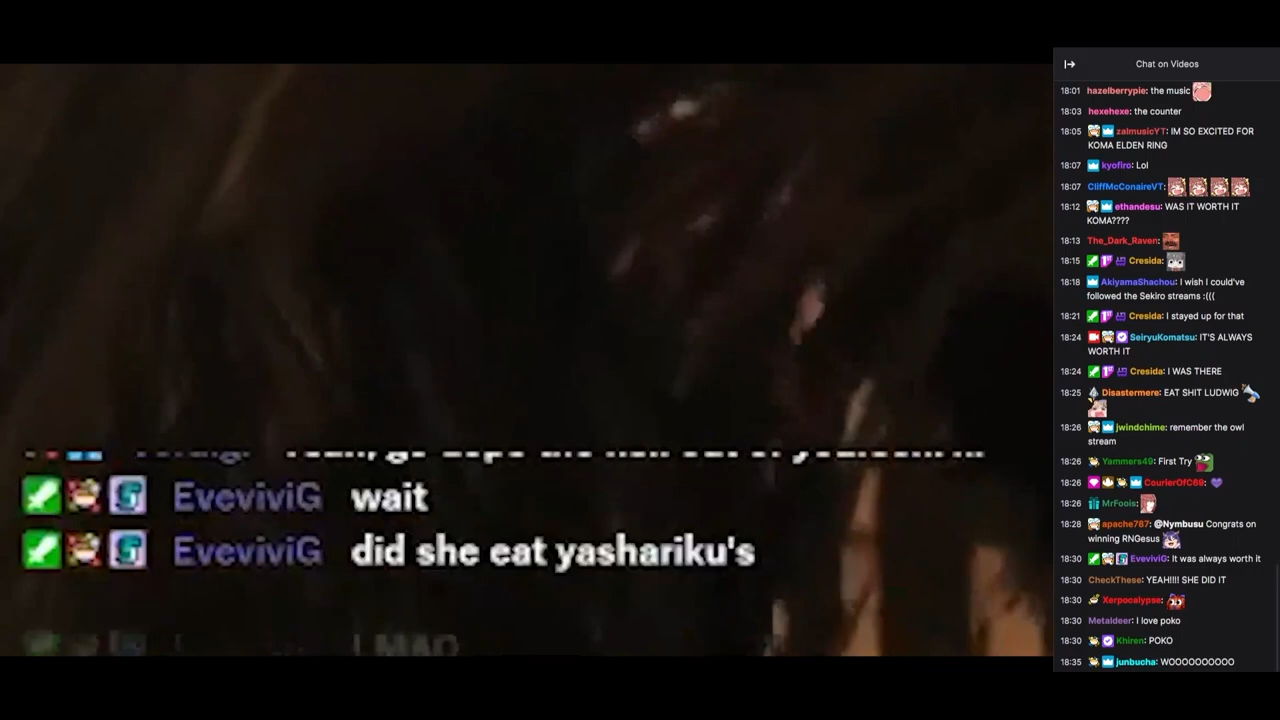 EveviviG wait
EveviviG did she eat yashariku's
LMAO
Chat on Videos
18:01 hazelberrypie: the music
18:03 hexehexe: the counter
18:05 zalmusicYT: IM SO EXCITED FOR
KOMA ELDEN RING
18:07 kyofiro: Lol
18:07 CliffMcConaireVT:
18:12 ethandesu: WAS IT WORTH IT
KOMA????
18:13 The_Dark_Raven:
18:15 Cresida:
18:18 AkiyamaShachou: I wish I could've
followed the Sekiro streams :(((
18:21 Cresida: I stayed up for that
18:24 SeiryuKomatsu: IT'S ALWAYS
WORTH IT
18:24 Cresida: I WAS THERE
18:25 Disastermere: EAT SHIT LUDWIG
18:26 jwindchime: remember the owl
stream
18:26 Yammers49: First Try
18:26 CourierOfC69:
18:26 MrFoois:
18:28 apache787: @Nymbusu Congrats on
winning RNGesus
18:30 EveviviG: It was always worth it
18:30 CheckThese: YEAH!!!! SHE DID IT
18:30 Xerpocalypse:
18:30 Metaldeer: I love poko
18:30 Khiren: POKO
18:35 junbucha: WOOOOOOOOOO